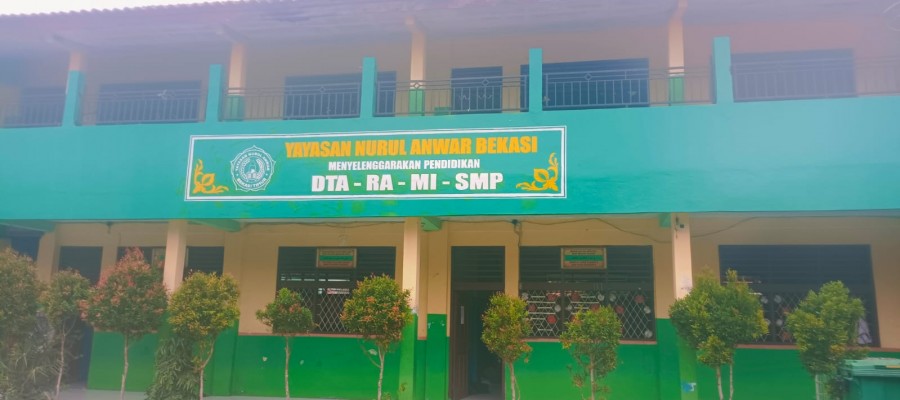 YAYASAN NURUL ANWAR BEKASI
MENYELENGGARAKAN PENDIDIKAN
DTA - RA - MI - SMP